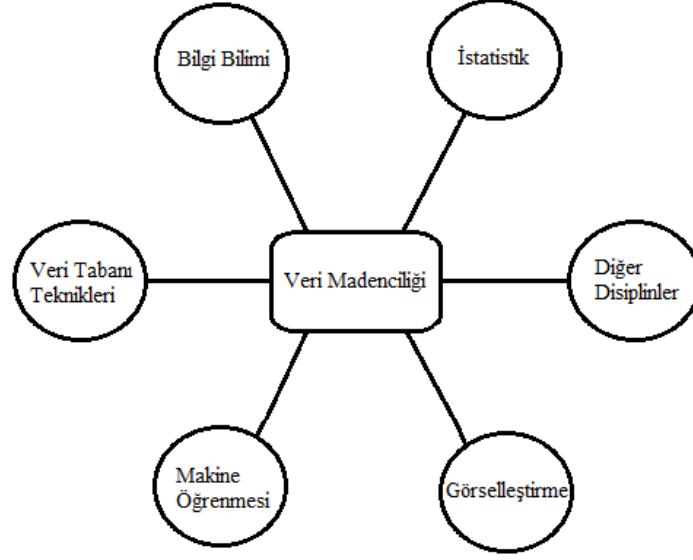 Bilgi Bilimi
İstatistik
Veri Tabanı
Teknikleri
Veri Madenciliği
Diğer
Disiplinler
Makine
Öğrenmesi
Görselleştirme